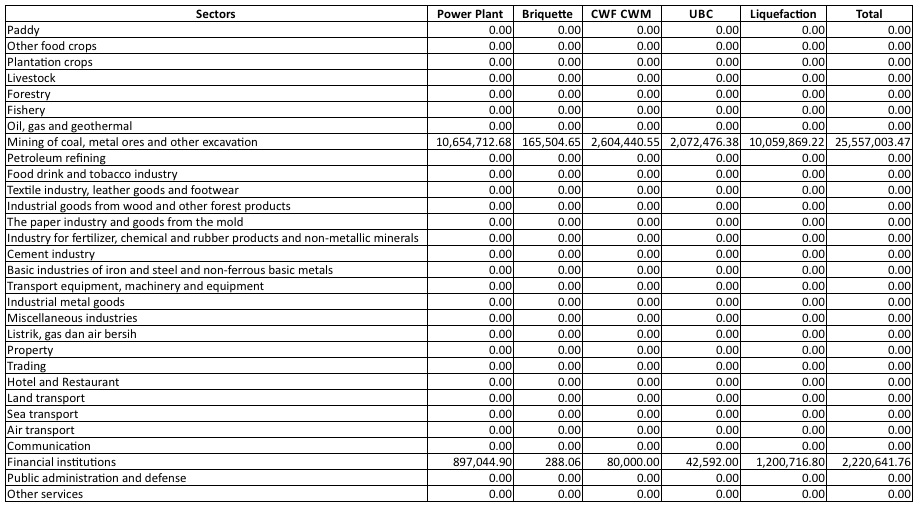 Sectors Power Plant Briquette CWF CWM UBC Liquefaction Total
Paddy 0.00 0.00 0.00 0.00 0.00 0.00
Other food crops 0.00 0.00 0.00 0.00 0.00 0.00
Plantation crops 0.00 0.00 0.00 0.00 0.00 0.00
Livestock 0.00 0.00 0.00 0.00 0.00 0.00
Forestry 0.00 0.00 0.00 0.00 0.00 0.00
Fishery 0.00 0.00 0.00 0.00 0.00 0.00
Oil, gas and geothermal 0.00 0.00 0.00 0.00 0.00 0.00
Mining of coal, metal ores and other excavation 10,654,712.68 165,504.65 2,604,440.55 2,072,476.38 10,059,869.22 25,557,003.47
Petroleum refining 0.00 0.00 0.00 0.00 0.00 0.00
Food drink and tobacco industry 0.00 0.00 0.00 0.00 0.00 0.00
Textile industry, leather goods and footwear 0.00 0.00 0.00 0.00 0.00 0.00
Industrial goods from wood and other forest products 0.00 0.00 0.00 0.00 0.00 0.00
The paper industry and goods from the mold 0.00 0.00 0.00 0.00 0.00 0.00
Industry for fertilizer, chemical and rubber products and non-metallic minerals 0.00 0.00 0.00 0.00 0.00 0.00
Cement industry 0.00 0.00 0.00 0.00 0.00 0.00
Basic industries of iron and steel and non-ferrous basic metals 0.00 0.00 0.00 0.00 0.00 0.00
Transport equipment, machinery and equipment 0.00 0.00 0.00 0.00 0.00 0.00
Industrial metal goods 0.00 0.00 0.00 0.00 0.00 0.00
Miscellaneous industries 0.00 0.00 0.00 0.00 0.00 0.00
Listrik, gas dan air bersih 0.00 0.00 0.00 0.00 0.00 0.00
Property 0.00 0.00 0.00 0.00 0.00 0.00
Trading 0.00 0.00 0.00 0.00 0.00 0.00
Hotel and Restaurant 0.00 0.00 0.00 0.00 0.00 0.00
Land transport 0.00 0.00 0.00 0.00 0.00 0.00
Sea transport 0.00 0.00 0.00 0.00 0.00 0.00
Air transport 0.00 0.00 0.00 0.00 0.00 0.00
Communication 0.00 0.00 0.00 0.00 0.00 0.00
Financial institutions 897,044.90 288.06 80,000.00 42,592.00 1,200,716.80 2,220,641.76
Public administration and defense 0.00 0.00 0.00 0.00 0.00 0.00
Other services 0.00 0.00 0.00 0.00 0.00 0.00